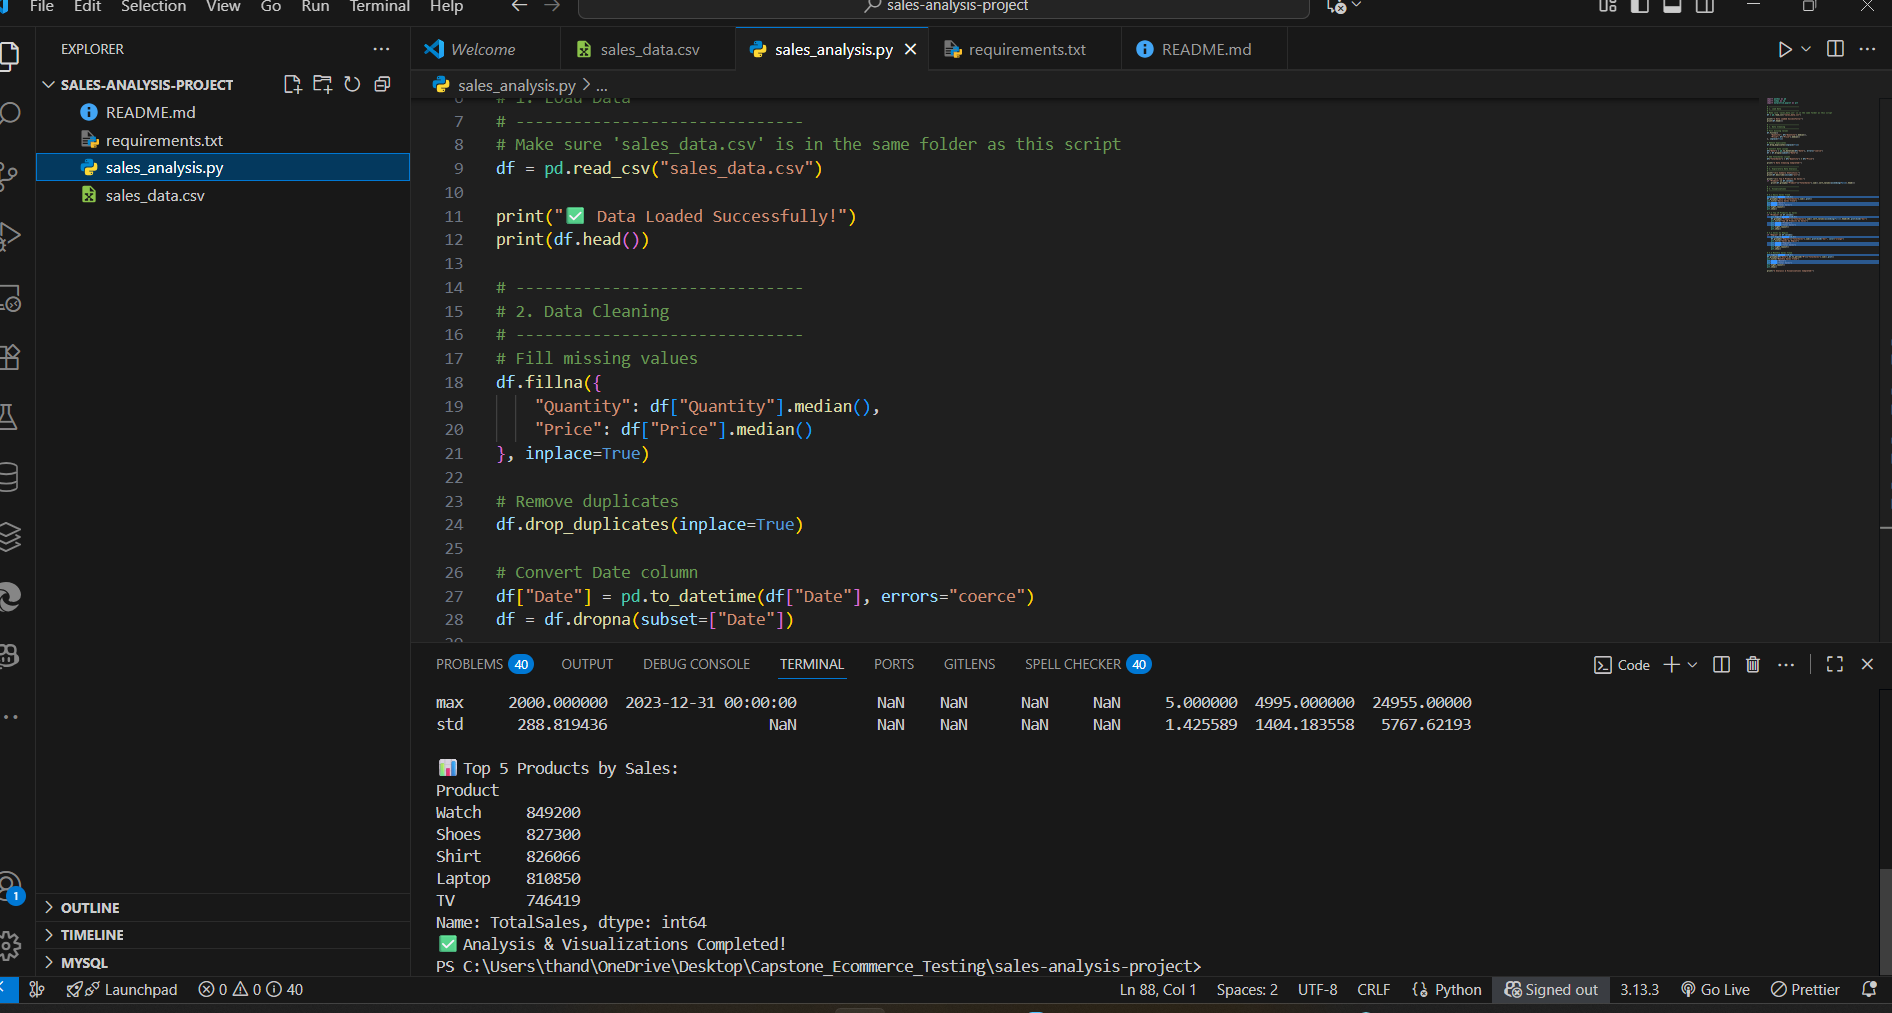 File Edit Selection View Go Run Terminal Help
sales-analysis-project
EXPLORER
Welcome
sales_data.csv
sales_analysis.py
requirements.txt
README.md
SALES-ANALYSIS-PROJECT
README.md
requirements.txt
sales_analysis.py
sales_data.csv
sales_analysis.py > ...
6 # 1. Load Data
7 # ------------------------------
8 # Make sure 'sales_data.csv' is in the same folder as this script
9 df = pd.read_csv("sales_data.csv")
10
11 print("✅ Data Loaded Successfully!")
12 print(df.head())
13
14 # ------------------------------
15 # 2. Data Cleaning
16 # ------------------------------
17 # Fill missing values
18 df.fillna({
19 "Quantity": df["Quantity"].median(),
20 "Price": df["Price"].median()
21 }, inplace=True)
22
23 # Remove duplicates
24 df.drop_duplicates(inplace=True)
25
26 # Convert Date column
27 df["Date"] = pd.to_datetime(df["Date"], errors="coerce")
28 df = df.dropna(subset=["Date"])
29
PROBLEMS 40 OUTPUT DEBUG CONSOLE TERMINAL PORTS GITLENS SPELL CHECKER 40
Code
max 2000.000000 2023-12-31 00:00:00 NaN NaN NaN NaN 5.000000 4995.000000 24955.00000
std 288.819436 NaN NaN NaN NaN NaN 1.425589 1404.183558 5767.62193
📊 Top 5 Products by Sales:
Product
Watch 849200
Shoes 827300
Shirt 826066
Laptop 810850
TV 746419
Name: TotalSales, dtype: int64
✅ Analysis & Visualizations Completed!
PS C:\Users\thand\OneDrive\Desktop\Capstone_Ecommerce_Testing\sales-analysis-project>
1
OUTLINE
TIMELINE
MYSQL
Launchpad 0 0 40 Ln 88, Col 1 Spaces: 2 UTF-8 CRLF Python Signed out 3.13.3 Go Live Prettier